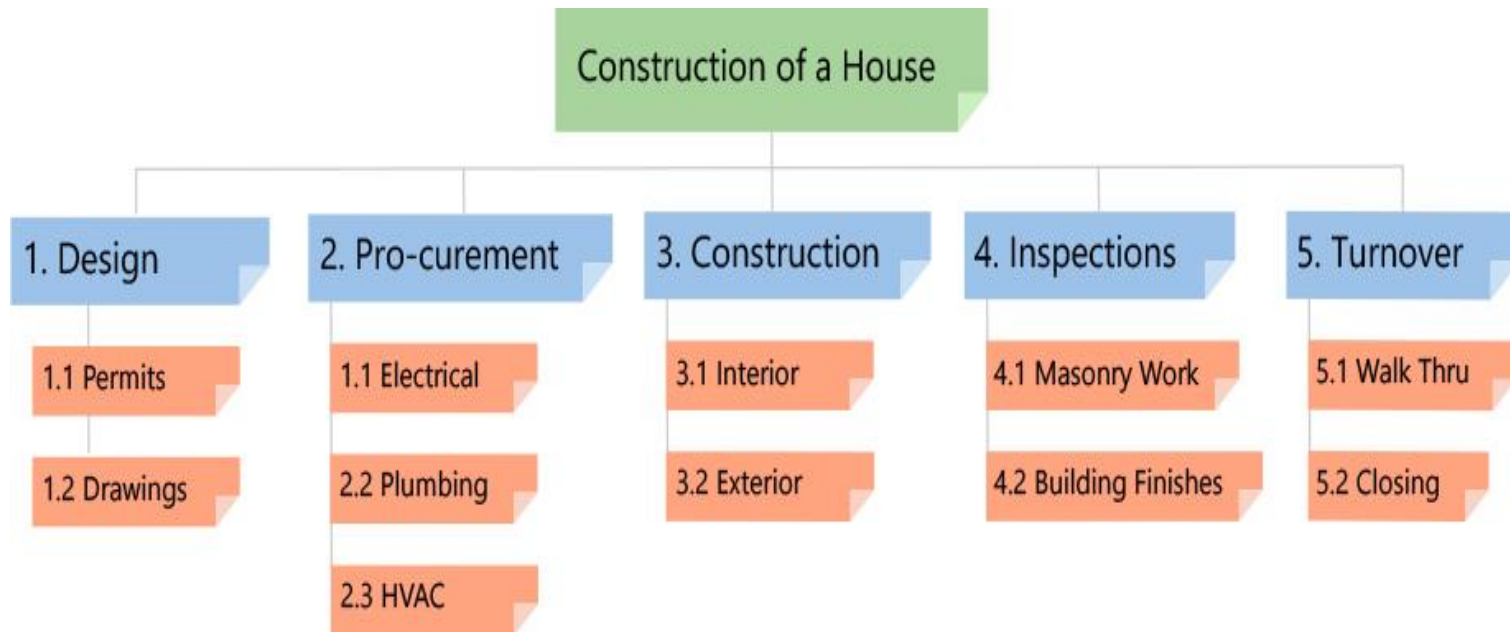 Construction of a House
1. Design
2. Pro-curement
3. Construction
4. Inspections
5. Turnover
1.1 Permits
1.1 Electrical
3.1 Interior
4.1 Masonry Work
5.1 Walk Thru
1.2 Drawings
2.2 Plumbing
3.2 Exterior
4.2 Building Finishes
5.2 Closing
2.3 HVAC